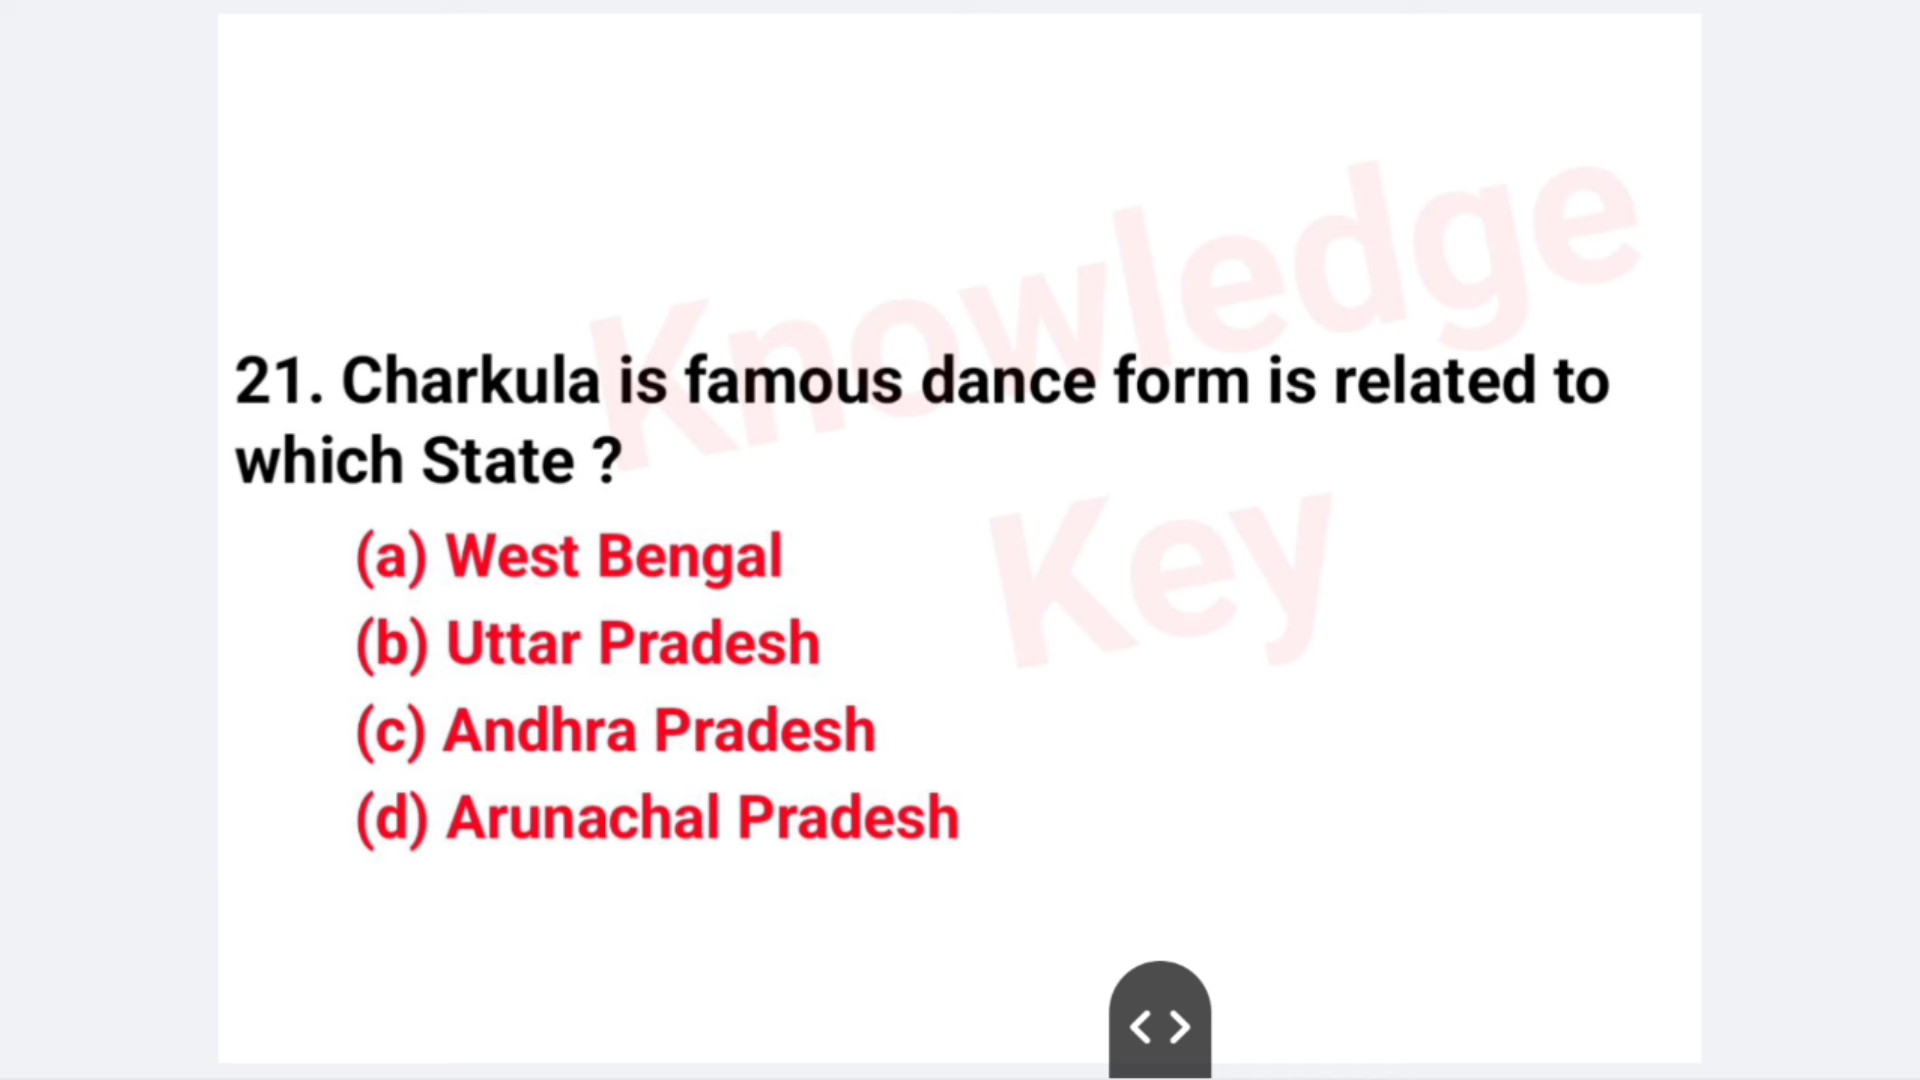 Knowledge
Key
21. Charkula is famous dance form is related to
which State ?
(a) West Bengal
(b) Uttar Pradesh
(c) Andhra Pradesh
(d) Arunachal Pradesh